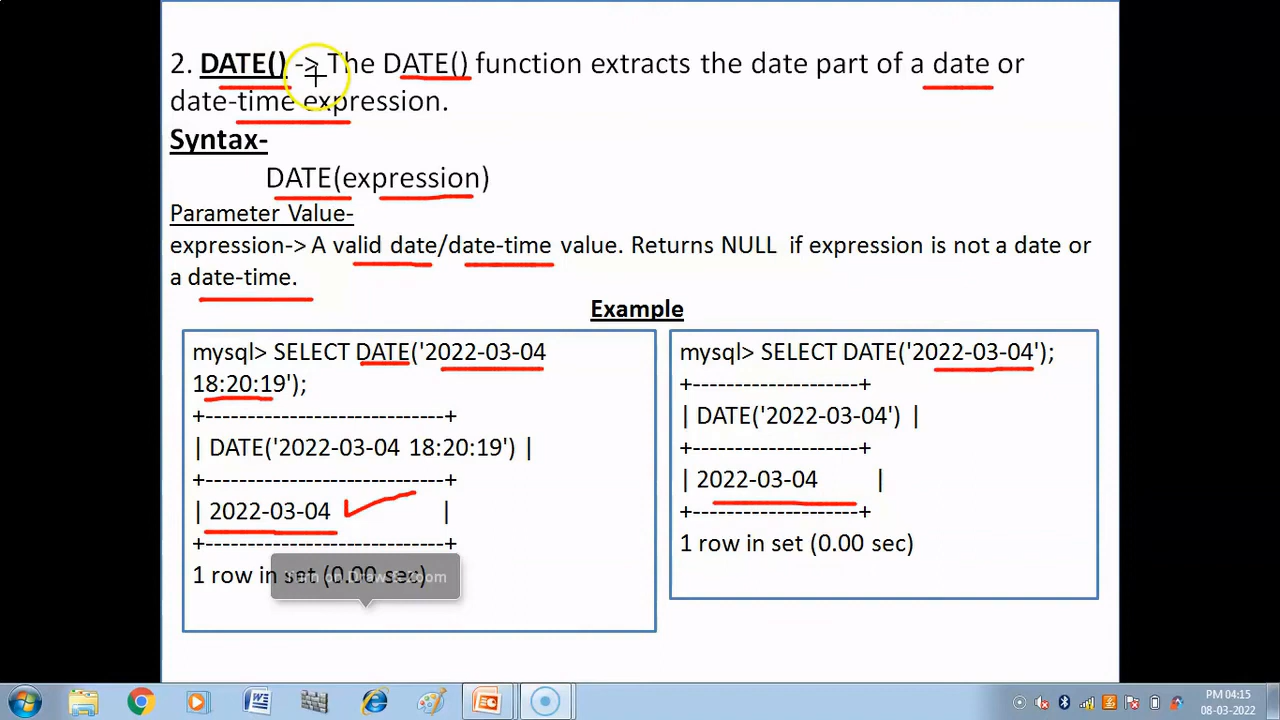 2. DATE() -> The DATE() function extracts the date part of a date or
date-time expression.
Syntax-
DATE(expression)
Parameter Value-
expression-> A valid date/date-time value. Returns NULL if expression is not a date or
a date-time.
Example
mysql> SELECT DATE('2022-03-04
18:20:19');
+----------------------------+
| DATE('2022-03-04 18:20:19') |
+----------------------------+
| 2022-03-04 |
+----------------------------+
1 row in set (0.00 sec)
Turn on Draw & Zoom
mysql> SELECT DATE('2022-03-04');
+--------------------+
| DATE('2022-03-04') |
+--------------------+
| 2022-03-04 |
+--------------------+
1 row in set (0.00 sec)
PM 04:15
08-03-2022